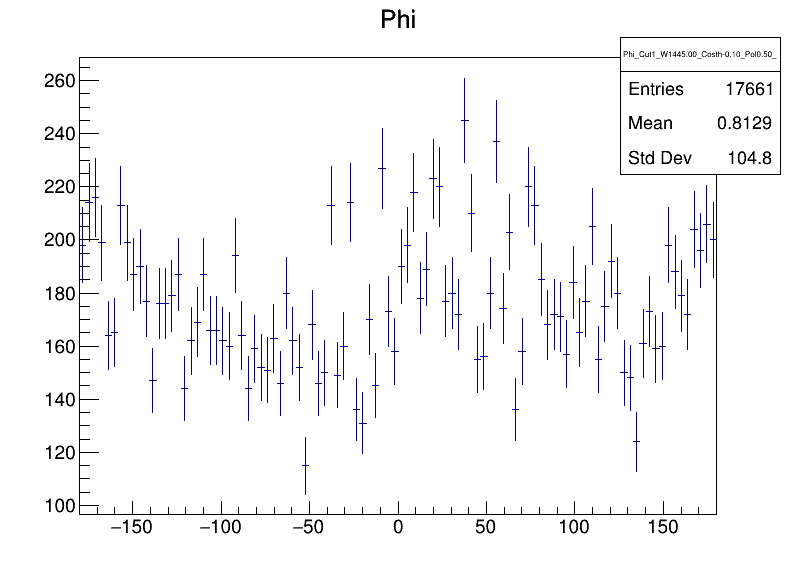 Phi
Phi_Cut1_W1445.00_Costh-0.10_Pol0.50_
Entries 17661
Mean 0.8129
Std Dev 104.8
260
240
220
200
180
160
140
120
100
−150 −100 −50 0 50 100 150